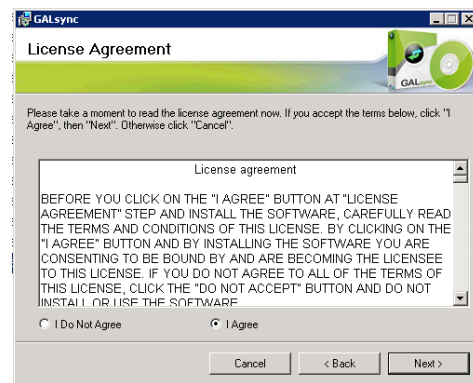 GALsync
License Agreement
GALsync
Please take a moment to read the license agreement now. If you accept the terms below, click "I
Agree", then "Next". Otherwise click "Cancel".
License agreement
BEFORE YOU CLICK ON THE "I AGREE" BUTTON AT "LICENSE
AGREEMENT" STEP AND INSTALL THE SOFTWARE, CAREFULLY READ
THE TERMS AND CONDITIONS OF THIS LICENSE. BY CLICKING ON THE
"I AGREE" BUTTON AND BY INSTALLING THE SOFTWARE YOU ARE
CONSENTING TO BE BOUND BY AND ARE BECOMING THE LICENSEE
TO THIS LICENSE. IF YOU DO NOT AGREE TO ALL OF THE TERMS OF
THIS LICENSE, CLICK THE "DO NOT ACCEPT" BUTTON AND DO NOT
INSTALL OR USE THE SOFTWARE
I Do Not Agree
I Agree
Cancel
< Back
Next >